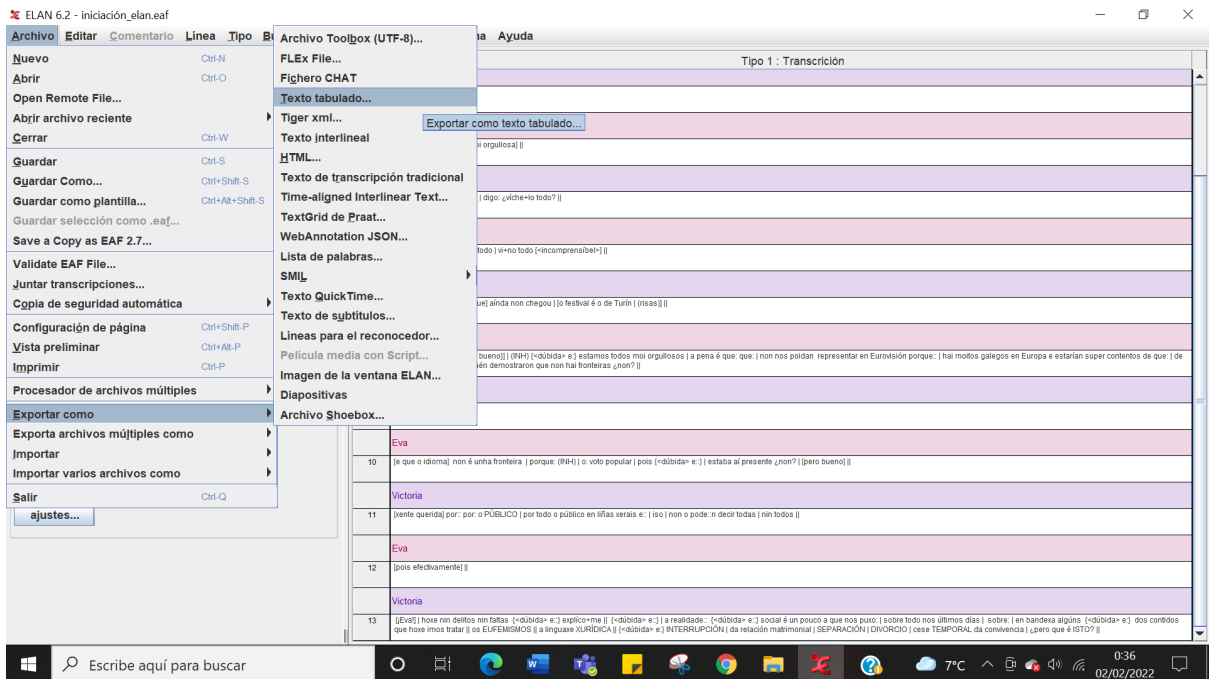 ELAN 6.2 - iniciación_elan.eaf
Archivo Editar Comentario Línea Tipo Ayuda
Nuevo Ctrl-N
Abrir Ctrl-O
Open Remote File...
Abrir archivo reciente
Cerrar Ctrl-W
Guardar Ctrl-S
Guardar Como... Ctrl+Shift-S
Guardar como plantilla... Ctrl+Alt+Shift-S
Guardar selección como .eaf...
Save a Copy as EAF 2.7...
Validate EAF File...
Juntar transcripciones...
Copia de seguridad automática
Configuración de página Ctrl+Shift-P
Vista preliminar Ctrl+Alt-P
Imprimir Ctrl-P
Procesador de archivos múltiples
Exportar como
Exporta archivos múltiples como
Importar
Importar varios archivos como
Salir Ctrl-Q
ajustes...
Archivo Toolbox (UTF-8)...
FLEx File...
Fichero CHAT
Texto tabulado...
Tiger xml...
Texto interlineal
HTML...
Texto de transcripción tradicional
Time-aligned Interlinear Text...
TextGrid de Praat...
WebAnnotation JSON...
Lista de palabras...
SMIL
Texto QuickTime...
Texto de subtítulos...
Lineas para el reconocedor...
Película media con Script...
Imagen de la ventana ELAN...
Diapositivas
Archivo Shoebox...
Exportar como texto tabulado...
Tipo 1 : Transcrición
orgullosa] ||
| digo: ¿víche+lo todo? ||
todo | vi+no todo [<incomprensíbel>] ||
aínda non chegou | [o festival é o de Turín | (risas)] ||
bueno)] | (INH) {<dúbida> e:} estamos todos moi orgullosos | a pena é que: que: | non nos poidan representar en Eurovisión porque:: | hai moitos galegos en Europa e estarían super contentos de que: | de
demostraron que non hai fronteiras ¿non? ||
Eva
10 [e que o idioma] non é unha fronteira | porque: (INH) | o: voto popular | pois {<dúbida> e::} | estaba aí presente ¿non? | [pero bueno] ||
Victoria
11 [xente querida] por:: por: o PÚBLICO | por todo o público en liñas xerais e:: | iso | non o pode::n decir todas | nin todos ||
Eva
12 [pois efectivamente] ||
Victoria
13 [¡Eva!] | hoxe nin delitos nin faltas {<dúbida> e::} explíco+me || {<dúbida> e::} | a realidade:: {<dúbida> e::} social é un pouco a que nos puxo: | sobre todo nos últimos días | sobre: | en bandexa algúns {<dúbida> e:} dos contidos
que hoxe imos tratar || os EUFEMISMOS || a linguaxe XURÍDICA || {<dúbida> e:} INTERRUPCIÓN | da relación matrimonial | SEPARACIÓN | DIVORCIO | cese TEMPORAL da convivencia | ¿pero que é ISTO? ||
Escribe aquí para buscar
7°C
0:36
02/02/2022